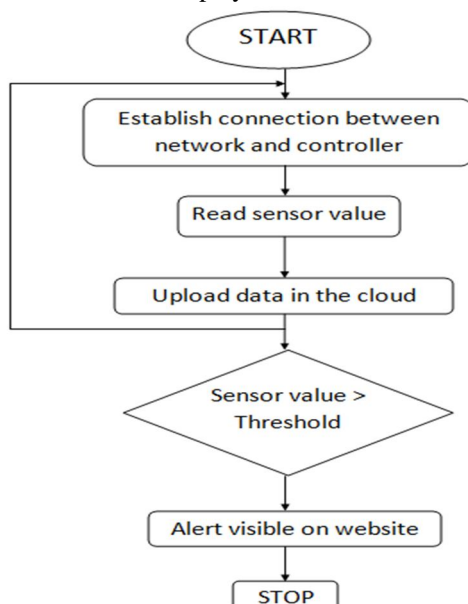 START
Establish connection between
network and controller
Read sensor value
Upload data in the cloud
Sensor value >
Threshold
Alert visible on website
STOP